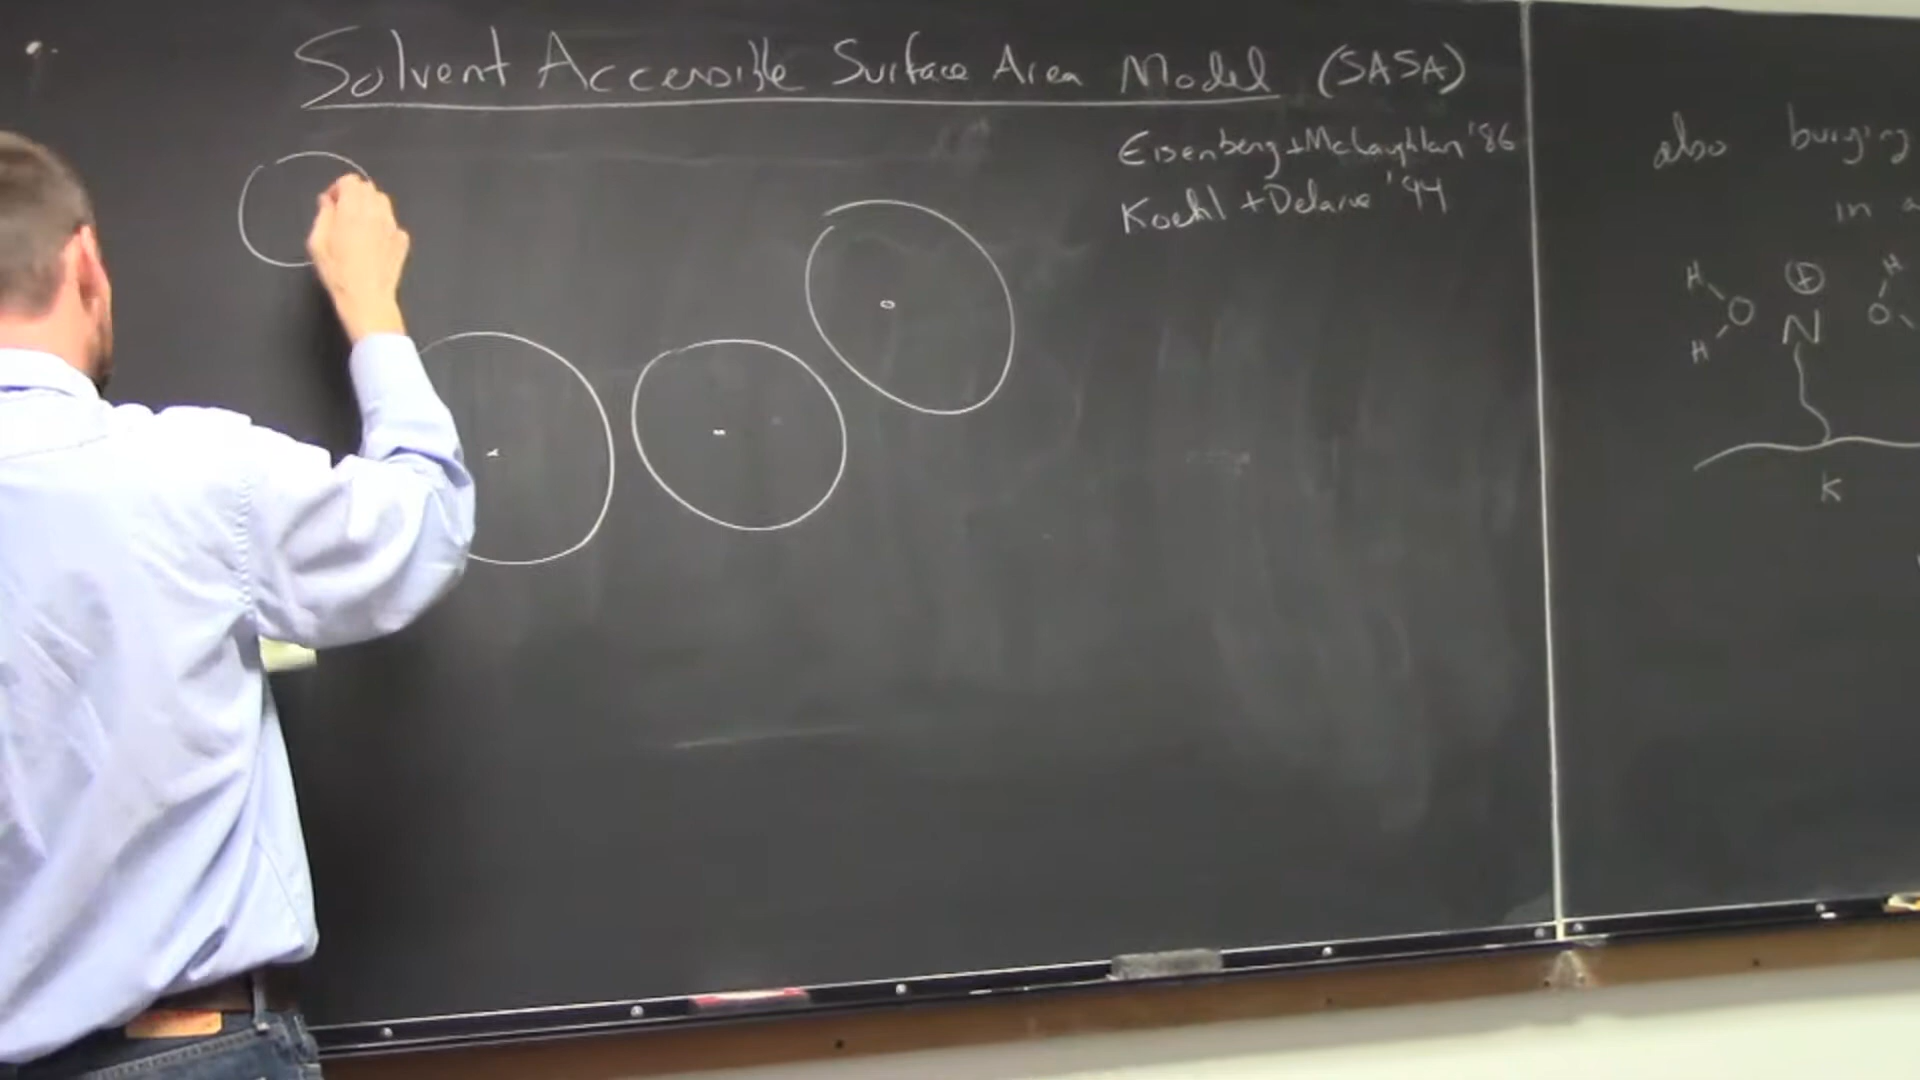 Solvent Accessible Surface Area Model (SASA)
Eisenberg + McLaughlan '86
Koehl + Delarue '94
also burying
in a
H H
O N O
H
K